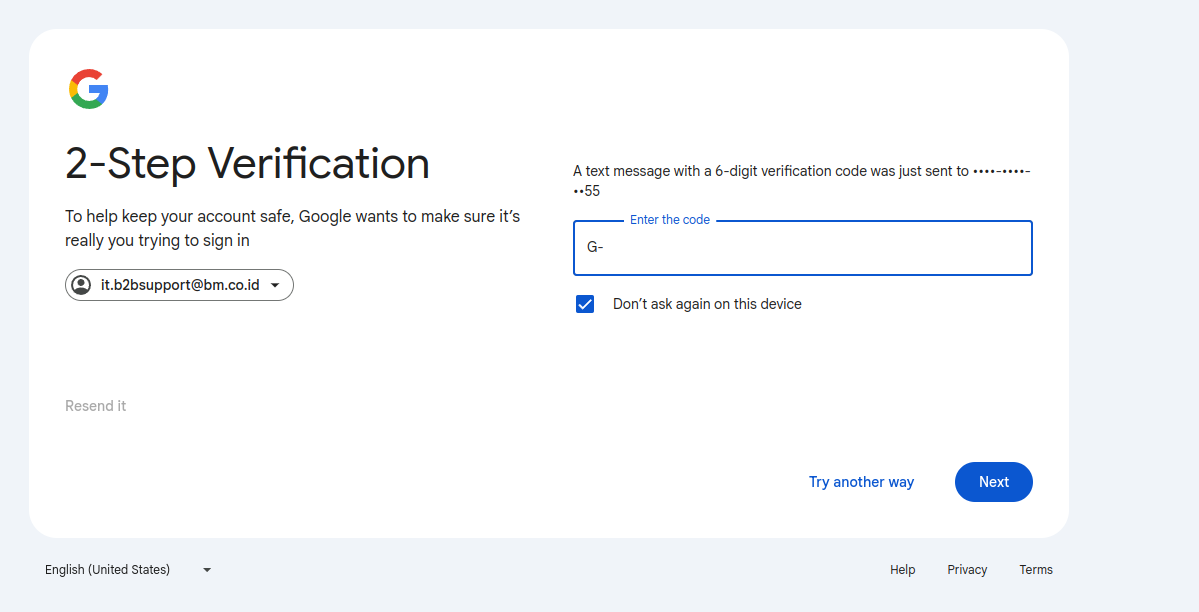 2-Step Verification
To help keep your account safe, Google wants to make sure it’s
really you trying to sign in
it.b2bsupport@bm.co.id
Resend it
A text message with a 6-digit verification code was just sent to ••••-••••-
••55
Enter the code
G-
Don’t ask again on this device
Try another way
Next
English (United States)
Help
Privacy
Terms